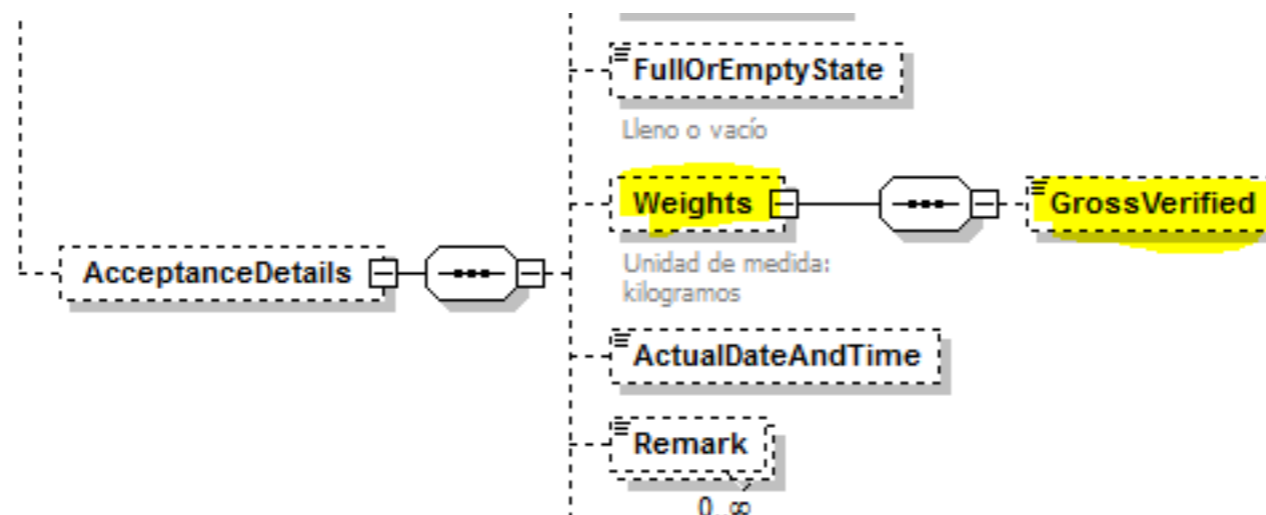 FullOrEmptyState
Lleno o vacío
Weights
GrossVerified
Unidad de medida:
kilogramos
AcceptanceDetails
ActualDateAndTime
Remark
0..∞